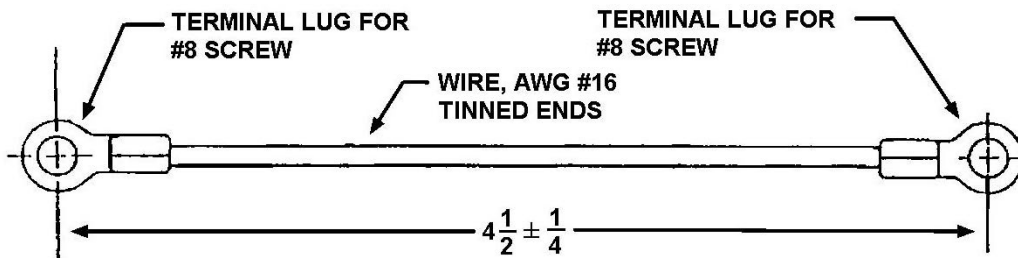 TERMINAL LUG FOR
#8 SCREW
TERMINAL LUG FOR
#8 SCREW
WIRE, AWG #16
TINNED ENDS
4 1/2 ± 1/4